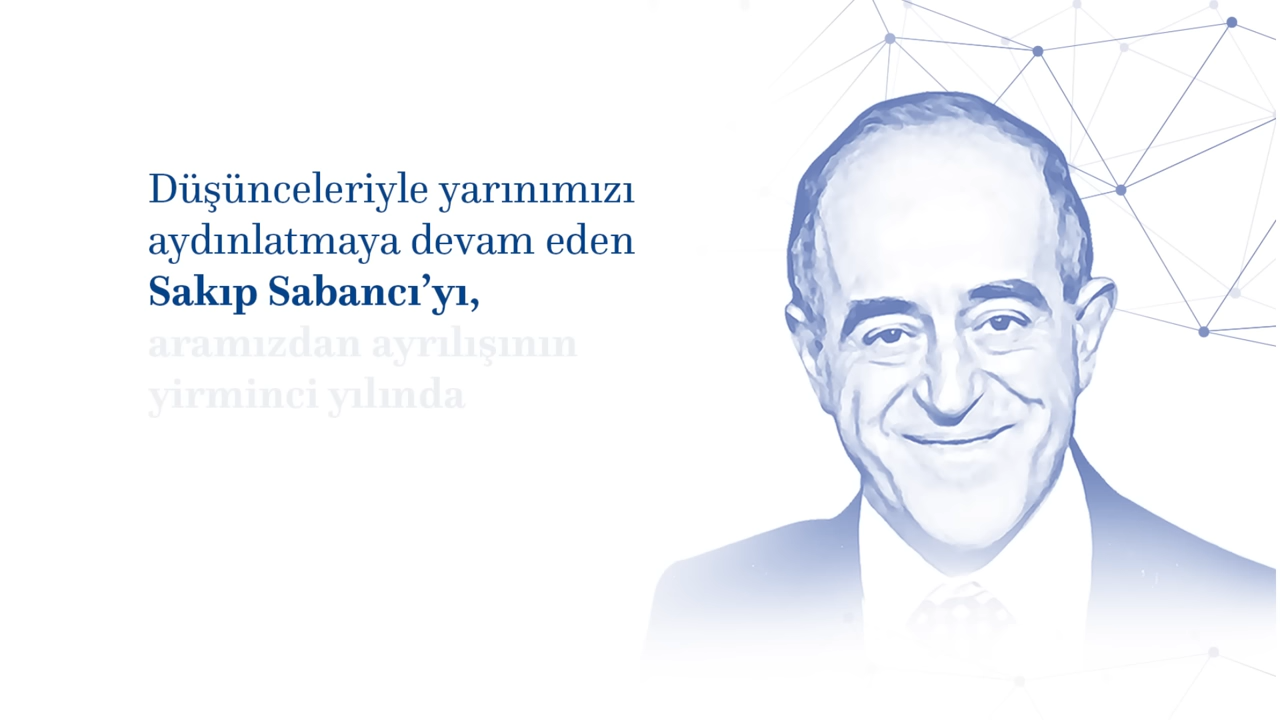 Düşünceleriyle yarınımızı
aydınlatmaya devam eden
Sakıp Sabancı’yı,
aramızdan ayrılışının
yirminci yılında